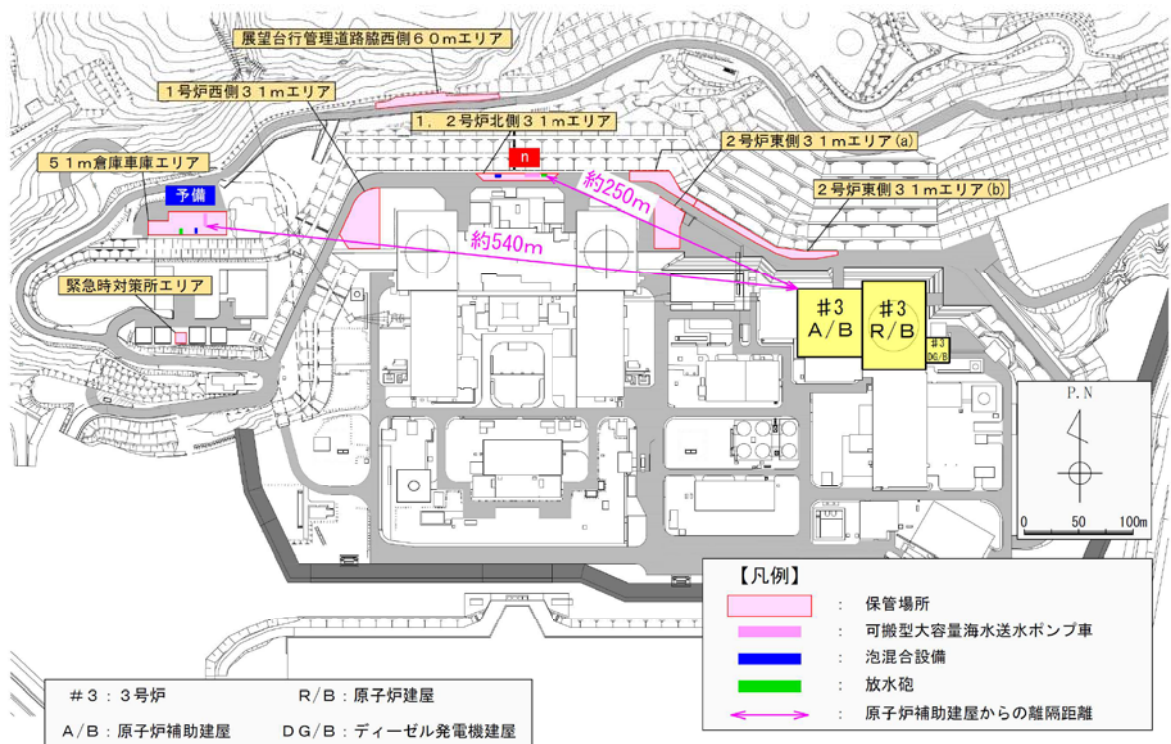 展望台行管理道路脇西側60mエリア
1号炉西側31mエリア
1.2号炉北側31mエリア
n
2号炉東側31mエリア(a)
51m倉庫車庫エリア
予備
約250m
2号炉東側31mエリア(b)
約540m
緊急時対策所エリア
#3
A/B
#3
R/B
#3
DG/B
P.N
0 50 100m
【凡例】
: 保管場所
: 可搬型大容量海水送水ポンプ車
: 泡混合設備
: 放水砲
: 原子炉補助建屋からの離隔距離
#3:3号炉 R/B:原子炉建屋
A/B:原子炉補助建屋 DG/B:ディーゼル発電機建屋